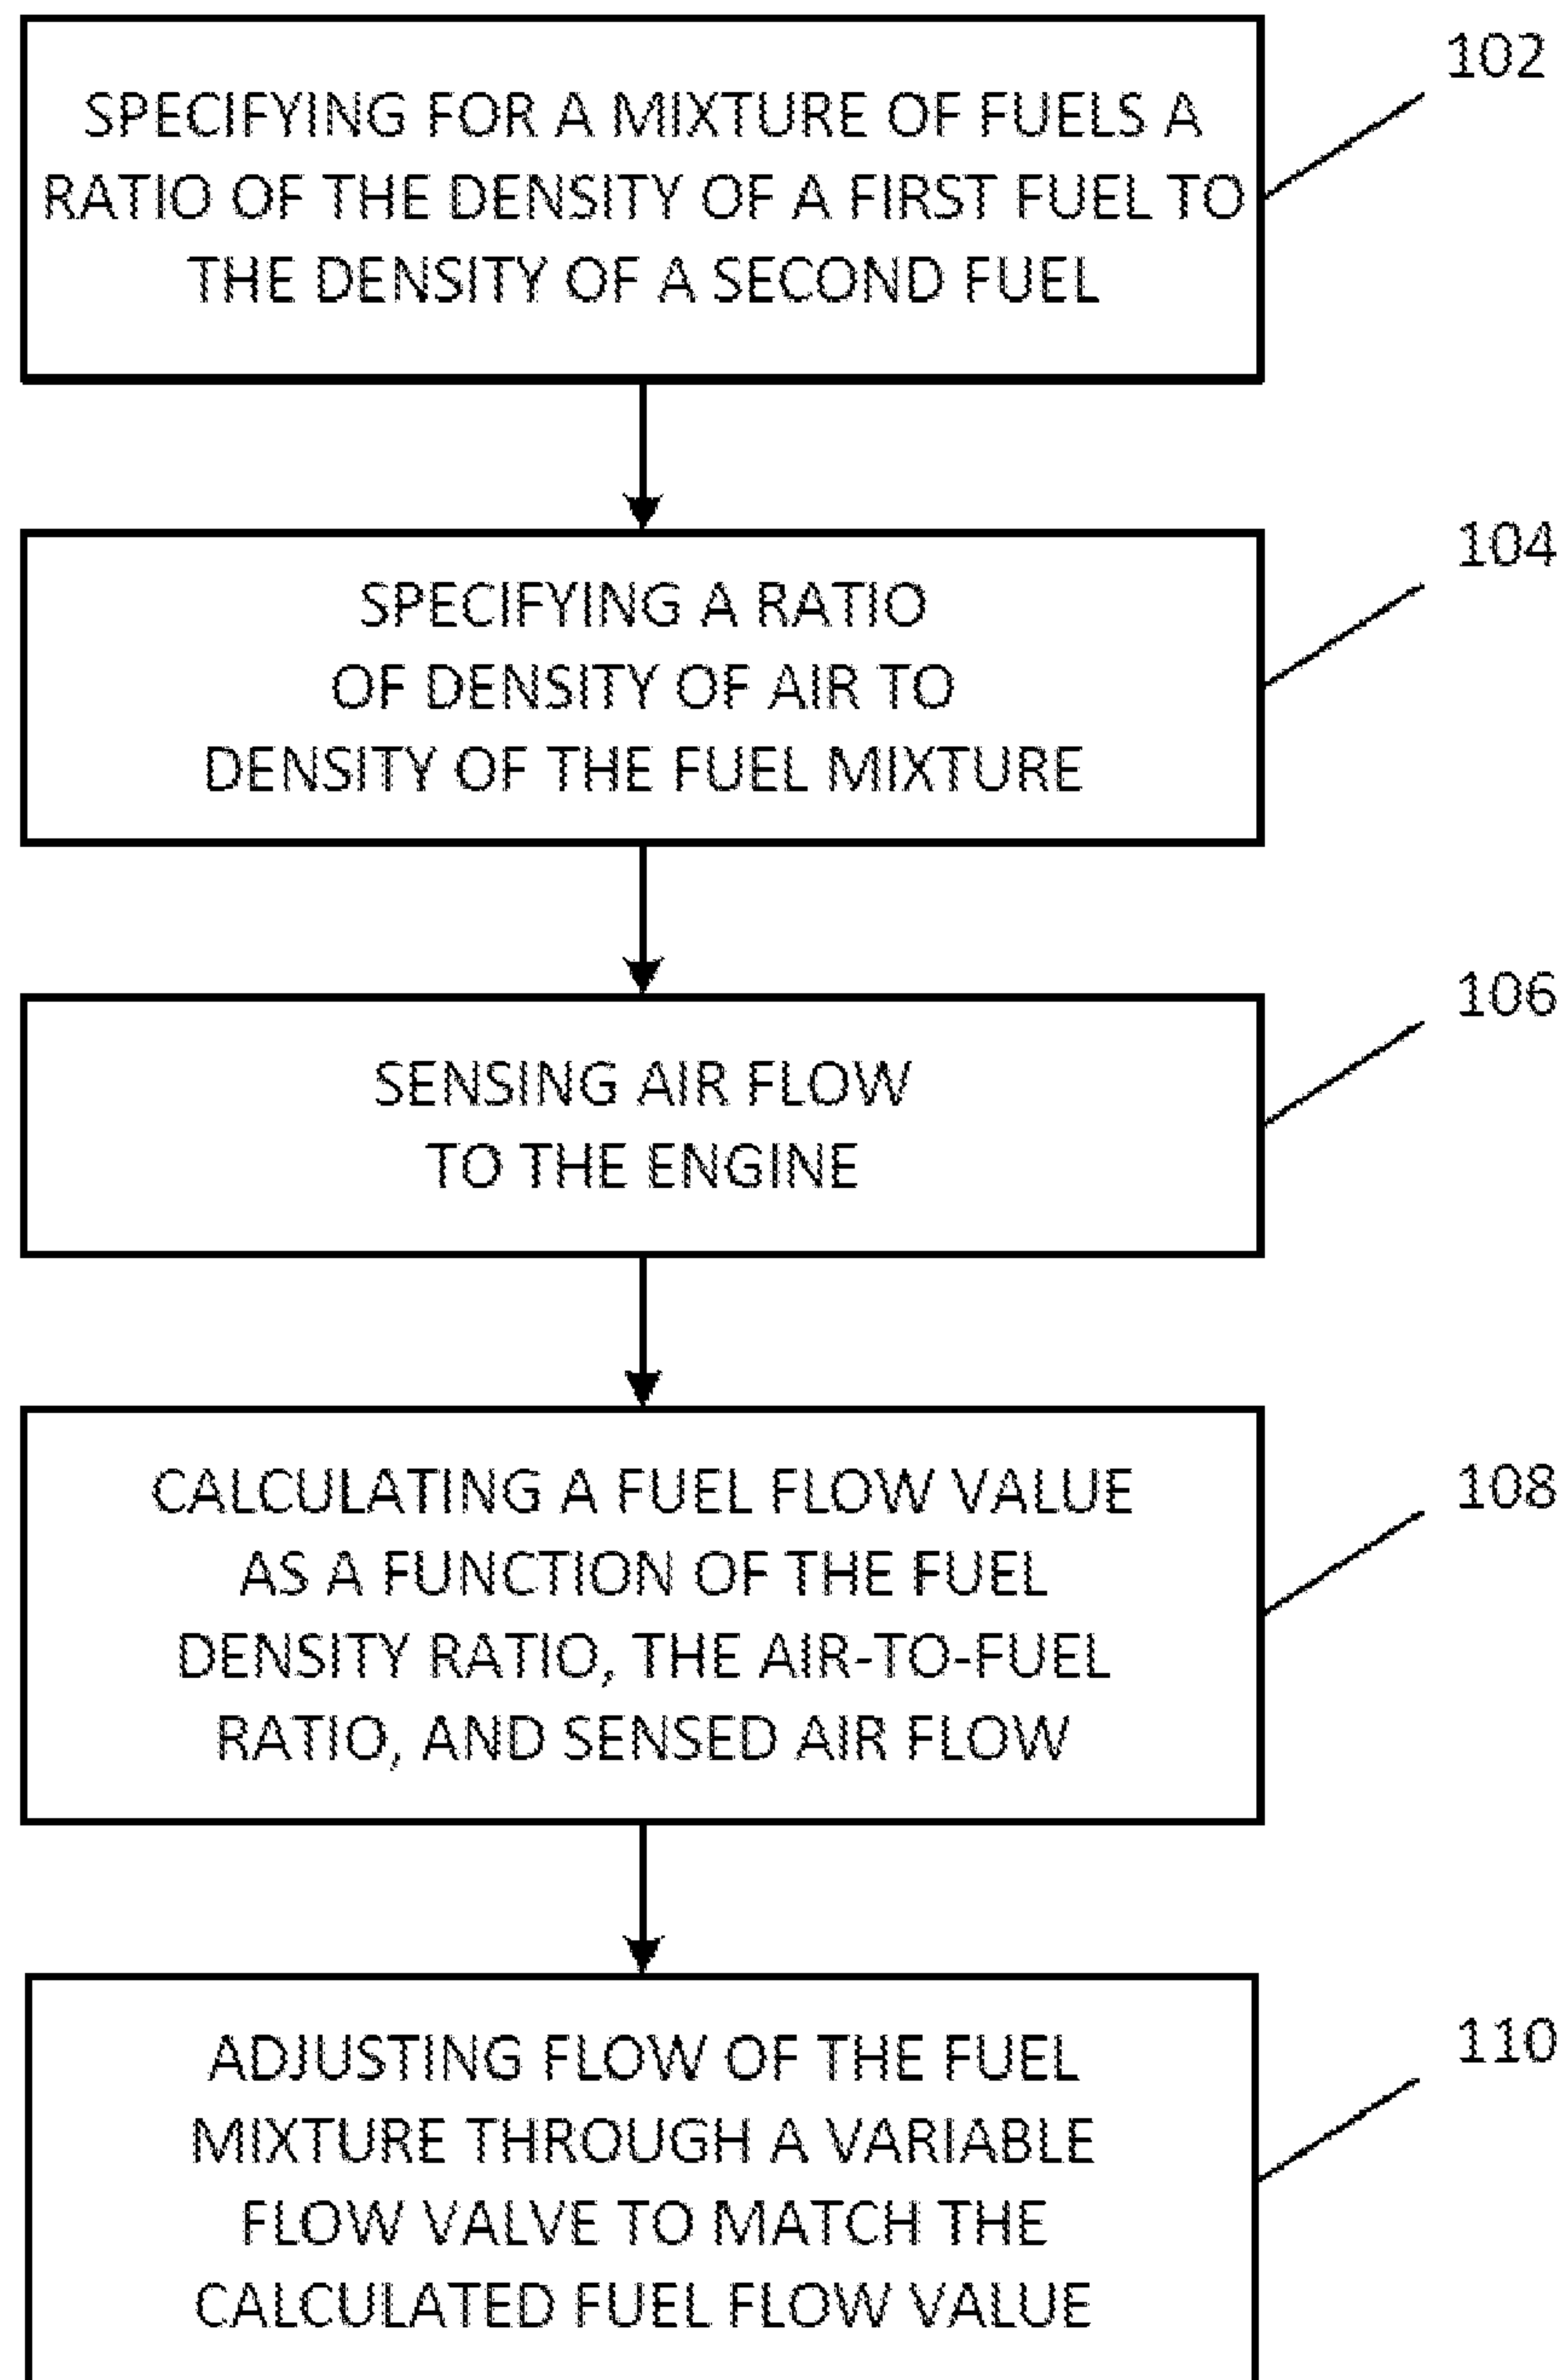 102
SPECIFYING FOR A MIXTURE OF FUELS A
RATIO OF THE DENSITY OF A FIRST FUEL TO
THE DENSITY OF A SECOND FUEL
104
SPECIFYING A RATIO
OF DENSITY OF AIR TO
DENSITY OF THE FUEL MIXTURE
106
SENSING AIR FLOW
TO THE ENGINE
108
CALCULATING A FUEL FLOW VALUE
AS A FUNCTION OF THE FUEL
DENSITY RATIO, THE AIR-TO-FUEL
RATIO, AND SENSED AIR FLOW
110
ADJUSTING FLOW OF THE FUEL
MIXTURE THROUGH A VARIABLE
FLOW VALVE TO MATCH THE
CALCULATED FUEL FLOW VALUE